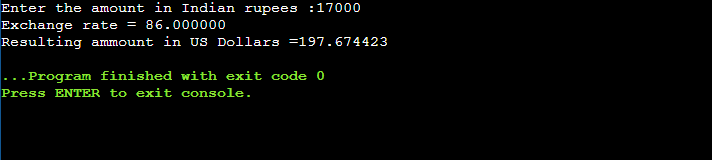 Enter the amount in Indian rupees :17000
Exchange rate = 86.000000
Resulting ammount in US Dollars =197.674423
...Program finished with exit code 0
Press ENTER to exit console.